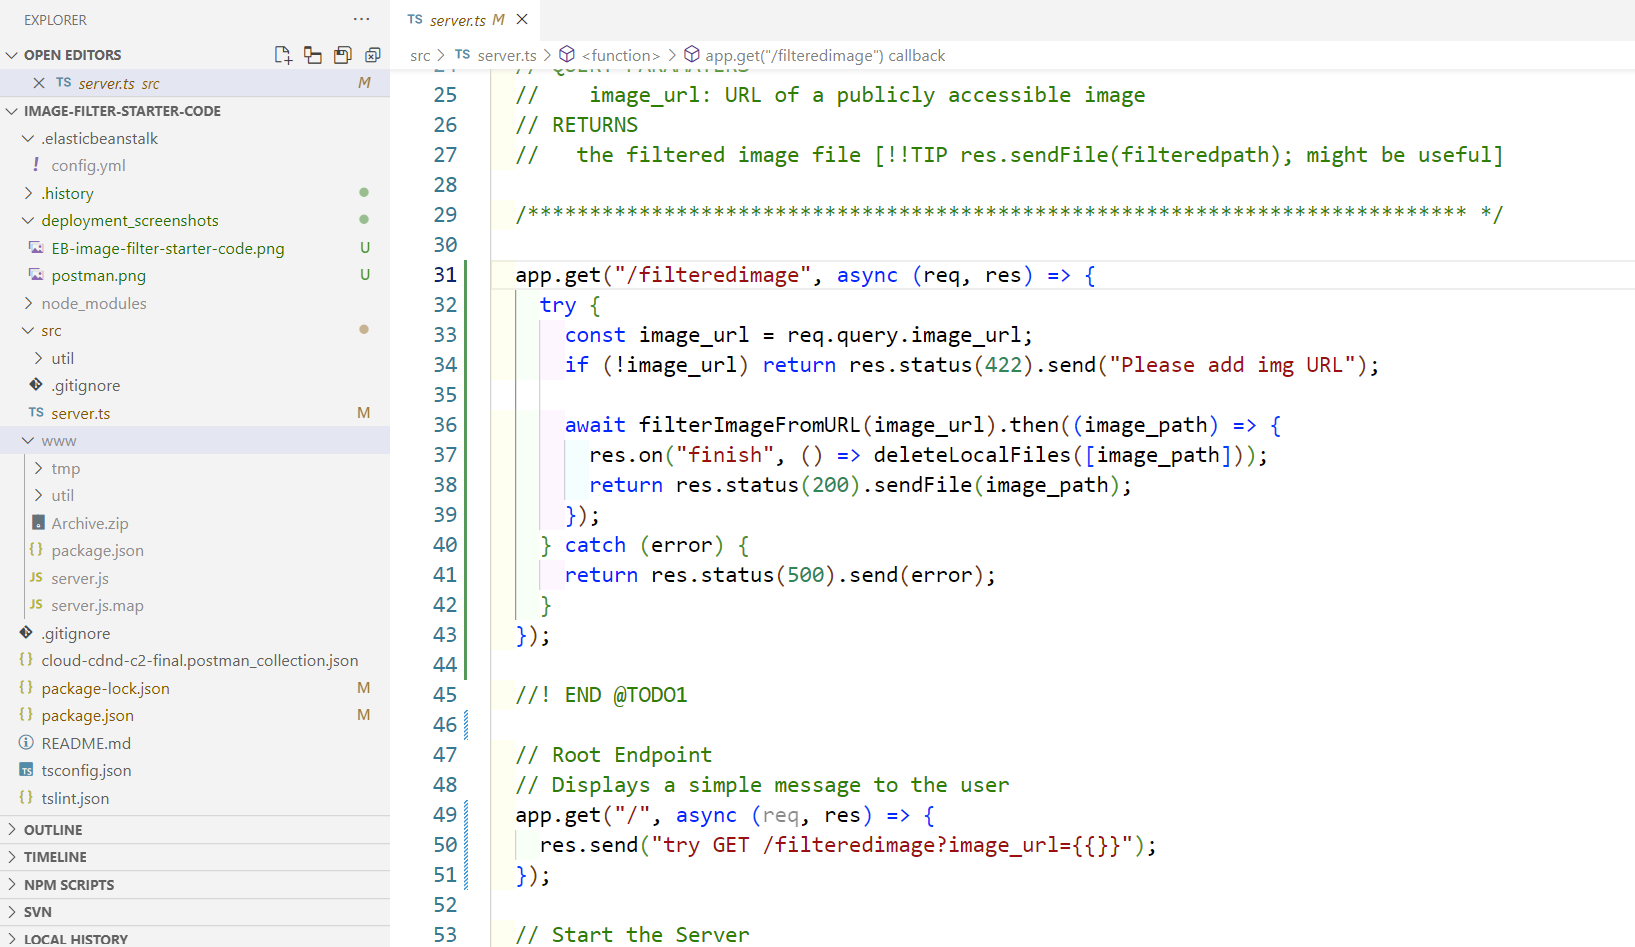 EXPLORER
OPEN EDITORS
TS server.ts src M
IMAGE-FILTER-STARTER-CODE
.elasticbeanstalk
! config.yml
.history
deployment_screenshots
EB-image-filter-starter-code.png U
postman.png U
node_modules
src
util
.gitignore
TS server.ts M
www
tmp
util
Archive.zip
{} package.json
JS server.js
JS server.js.map
.gitignore
{} cloud-cdnd-c2-final.postman_collection.json
{} package-lock.json M
{} package.json M
README.md
TS tsconfig.json
{} tslint.json
OUTLINE
TIMELINE
NPM SCRIPTS
SVN
LOCAL HISTORY
TS server.ts M
src > TS server.ts > <function> > app.get("/filteredimage") callback
24 // QUERY PARAMATERS
25 //    image_url: URL of a publicly accessible image
26 // RETURNS
27 //   the filtered image file [!!TIP res.sendFile(filteredpath); might be useful]
28
29 /**************************************************************************** */
30
31 app.get("/filteredimage", async (req, res) => {
32   try {
33     const image_url = req.query.image_url;
34     if (!image_url) return res.status(422).send("Please add img URL");
35
36     await filterImageFromURL(image_url).then((image_path) => {
37       res.on("finish", () => deleteLocalFiles([image_path]));
38       return res.status(200).sendFile(image_path);
39     });
40   } catch (error) {
41     return res.status(500).send(error);
42   }
43 });
44
45 //! END @TODO1
46
47 // Root Endpoint
48 // Displays a simple message to the user
49 app.get("/", async (req, res) => {
50   res.send("try GET /filteredimage?image_url={{}}");
51 });
52
53 // Start the Server